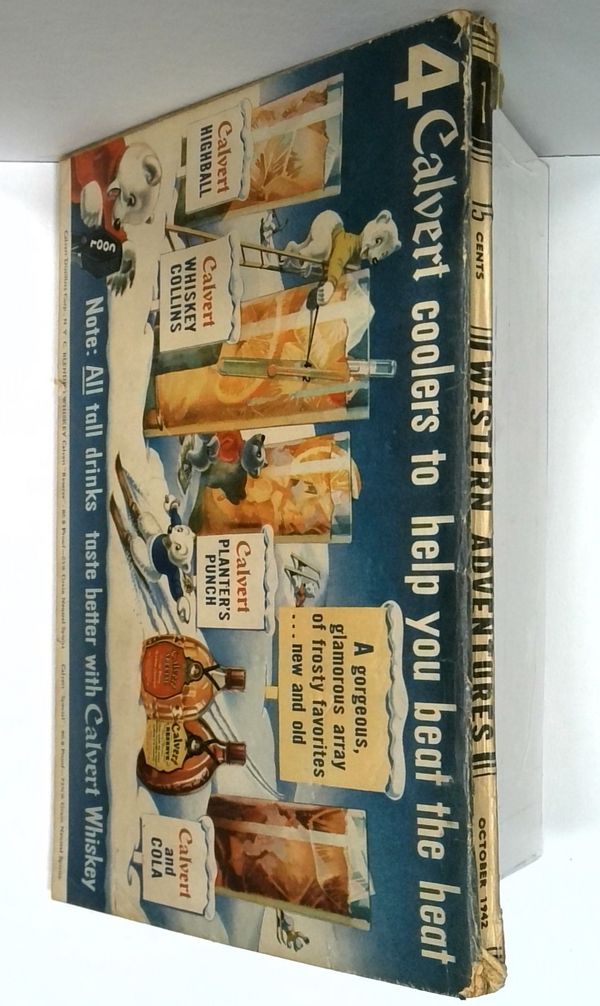 4 Calvert coolers to help you beat the heat
Calvert
HIGHBALL
Calvert
WHISKEY
COLLINS
Calvert
PLANTER'S
PUNCH
A gorgeous,
glamorous array
of frosty favorites
... new and old
Calvert
and
COLA
Calvert
RESERVE
Note: All tall drinks taste better with Calvert Whiskey
15 CENTS
WESTERN ADVENTURES
OCTOBER 1942